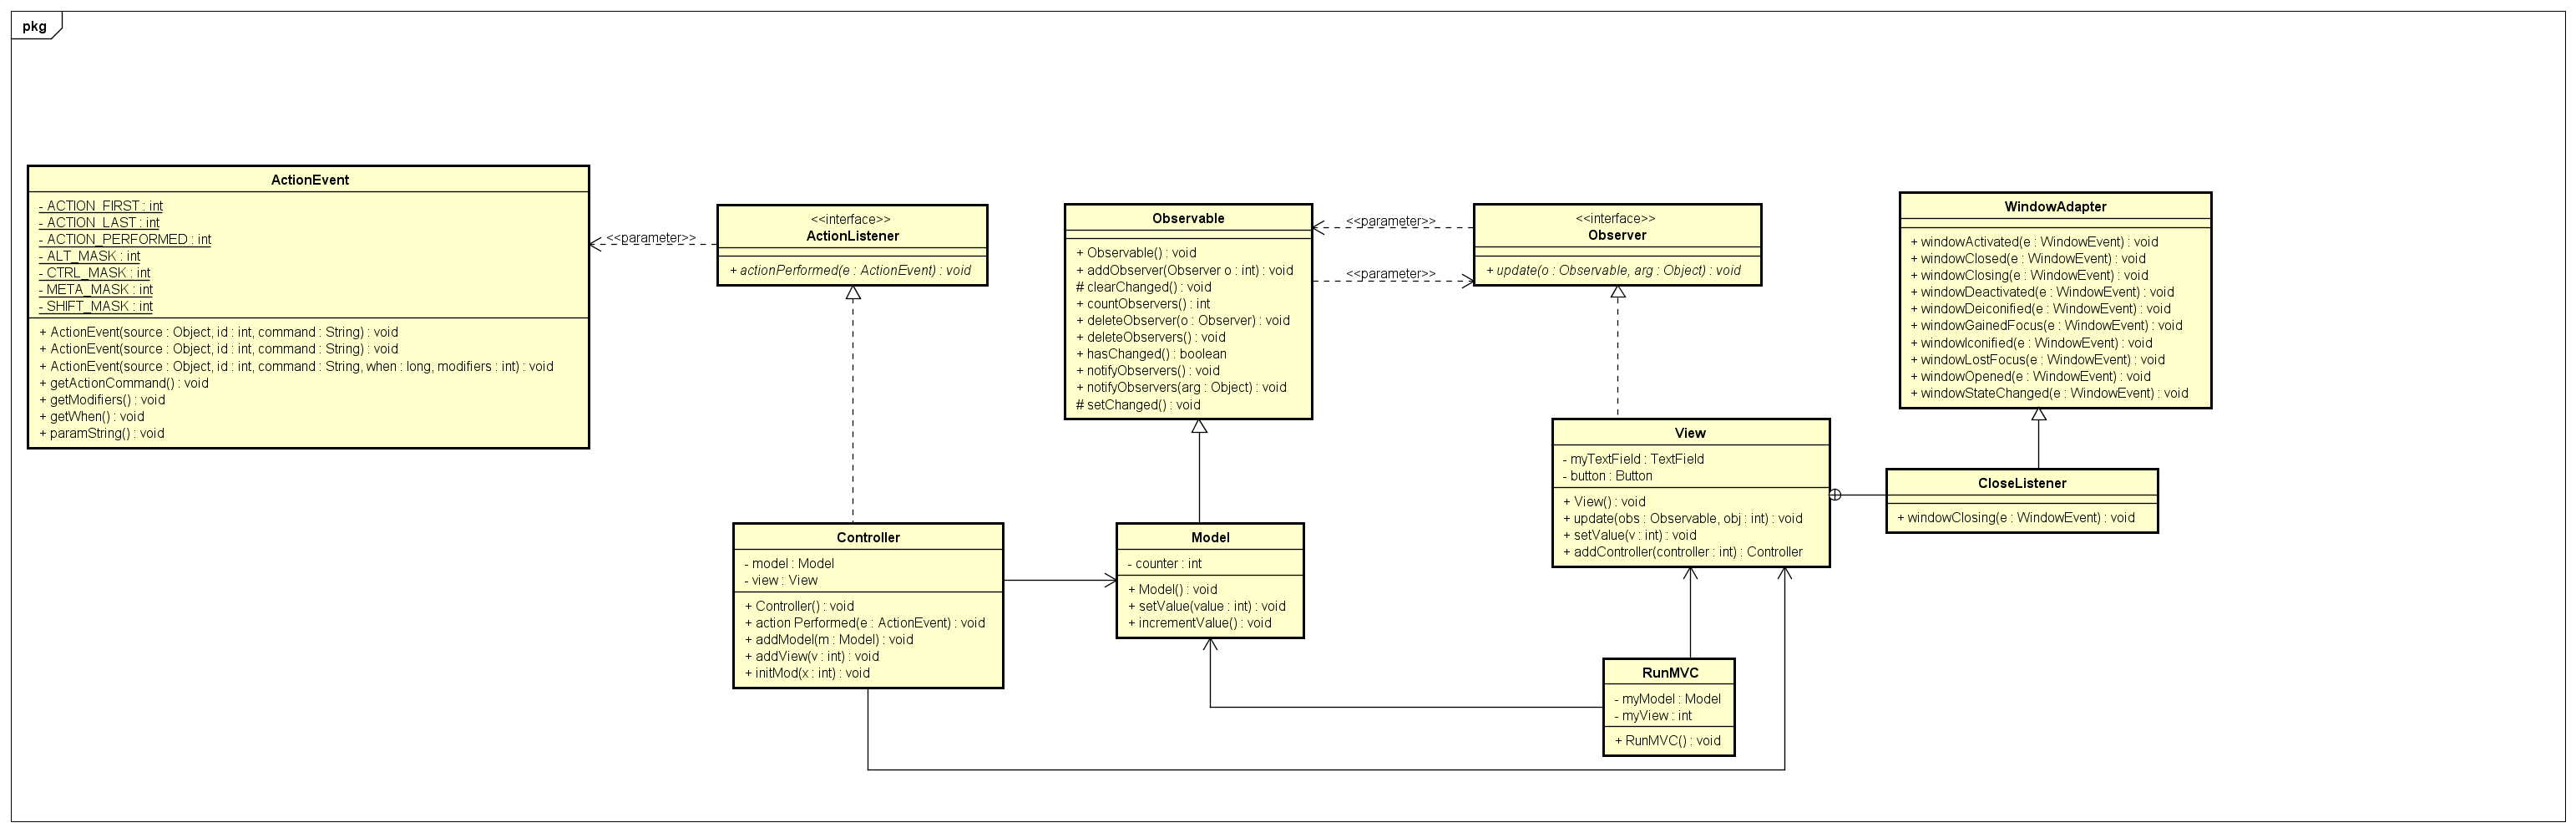 pkg
ActionEvent
- ACTION_FIRST : int
- ACTION_LAST : int
- ACTION_PERFORMED : int
- ALT_MASK : int
- CTRL_MASK : int
- META_MASK : int
- SHIFT_MASK : int
+ ActionEvent(source : Object, id : int, command : String) : void
+ ActionEvent(source : Object, id : int, command : String) : void
+ ActionEvent(source : Object, id : int, command : String, when : long, modifiers : int) : void
+ getActionCommand() : void
+ getModifiers() : void
+ getWhen() : void
+ paramString() : void
<<parameter>>
<<interface>>
ActionListener
+ actionPerformed(e : ActionEvent) : void
Observable
+ Observable() : void
+ addObserver(Observer o : int) : void
# clearChanged() : void
+ countObservers() : int
+ deleteObserver(o : Observer) : void
+ deleteObservers() : void
+ hasChanged() : boolean
+ notifyObservers() : void
+ notifyObservers(arg : Object) : void
# setChanged() : void
<<parameter>>
<<parameter>>
<<interface>>
Observer
+ update(o : Observable, arg : Object) : void
WindowAdapter
+ windowActivated(e : WindowEvent) : void
+ windowClosed(e : WindowEvent) : void
+ windowClosing(e : WindowEvent) : void
+ windowDeactivated(e : WindowEvent) : void
+ windowDeiconified(e : WindowEvent) : void
+ windowGainedFocus(e : WindowEvent) : void
+ windowIconified(e : WindowEvent) : void
+ windowLostFocus(e : WindowEvent) : void
+ windowOpened(e : WindowEvent) : void
+ windowStateChanged(e : WindowEvent) : void
View
- myTextField : TextField
- button : Button
+ View() : void
+ update(obs : Observable, obj : int) : void
+ setValue(v : int) : void
+ addController(controller : int) : Controller
CloseListener
+ windowClosing(e : WindowEvent) : void
Controller
- model : Model
- view : View
+ Controller() : void
+ action Performed(e : ActionEvent) : void
+ addModel(m : Model) : void
+ addView(v : int) : void
+ initMod(x : int) : void
Model
- counter : int
+ Model() : void
+ setValue(value : int) : void
+ incrementValue() : void
RunMVC
- myModel : Model
- myView : int
+ RunMVC() : void